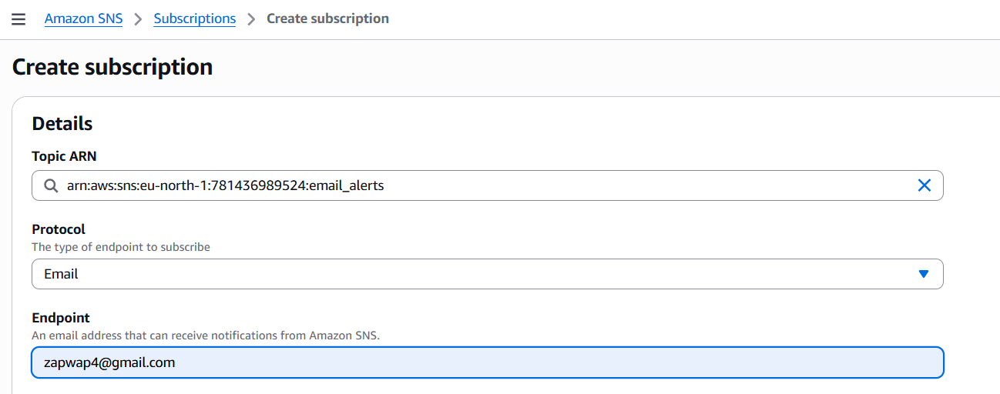 Amazon SNS > Subscriptions > Create subscription
Create subscription
Details
Topic ARN
arn:aws:sns:eu-north-1:781436989524:email_alerts
Protocol
The type of endpoint to subscribe
Email
Endpoint
An email address that can receive notifications from Amazon SNS.
zapwap4@gmail.com